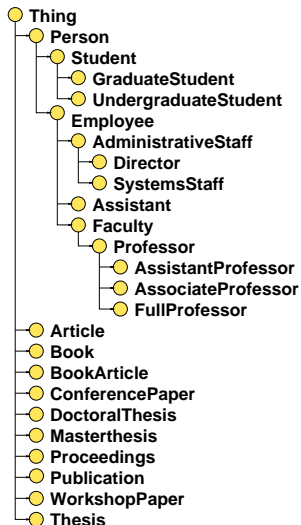 Thing
Person
Student
GraduateStudent
UndergraduateStudent
Employee
AdministrativeStaff
Director
SystemsStaff
Assistant
Faculty
Professor
AssistantProfessor
AssociateProfessor
FullProfessor
Article
Book
BookArticle
ConferencePaper
DoctoralThesis
Masterthesis
Proceedings
Publication
WorkshopPaper
Thesis